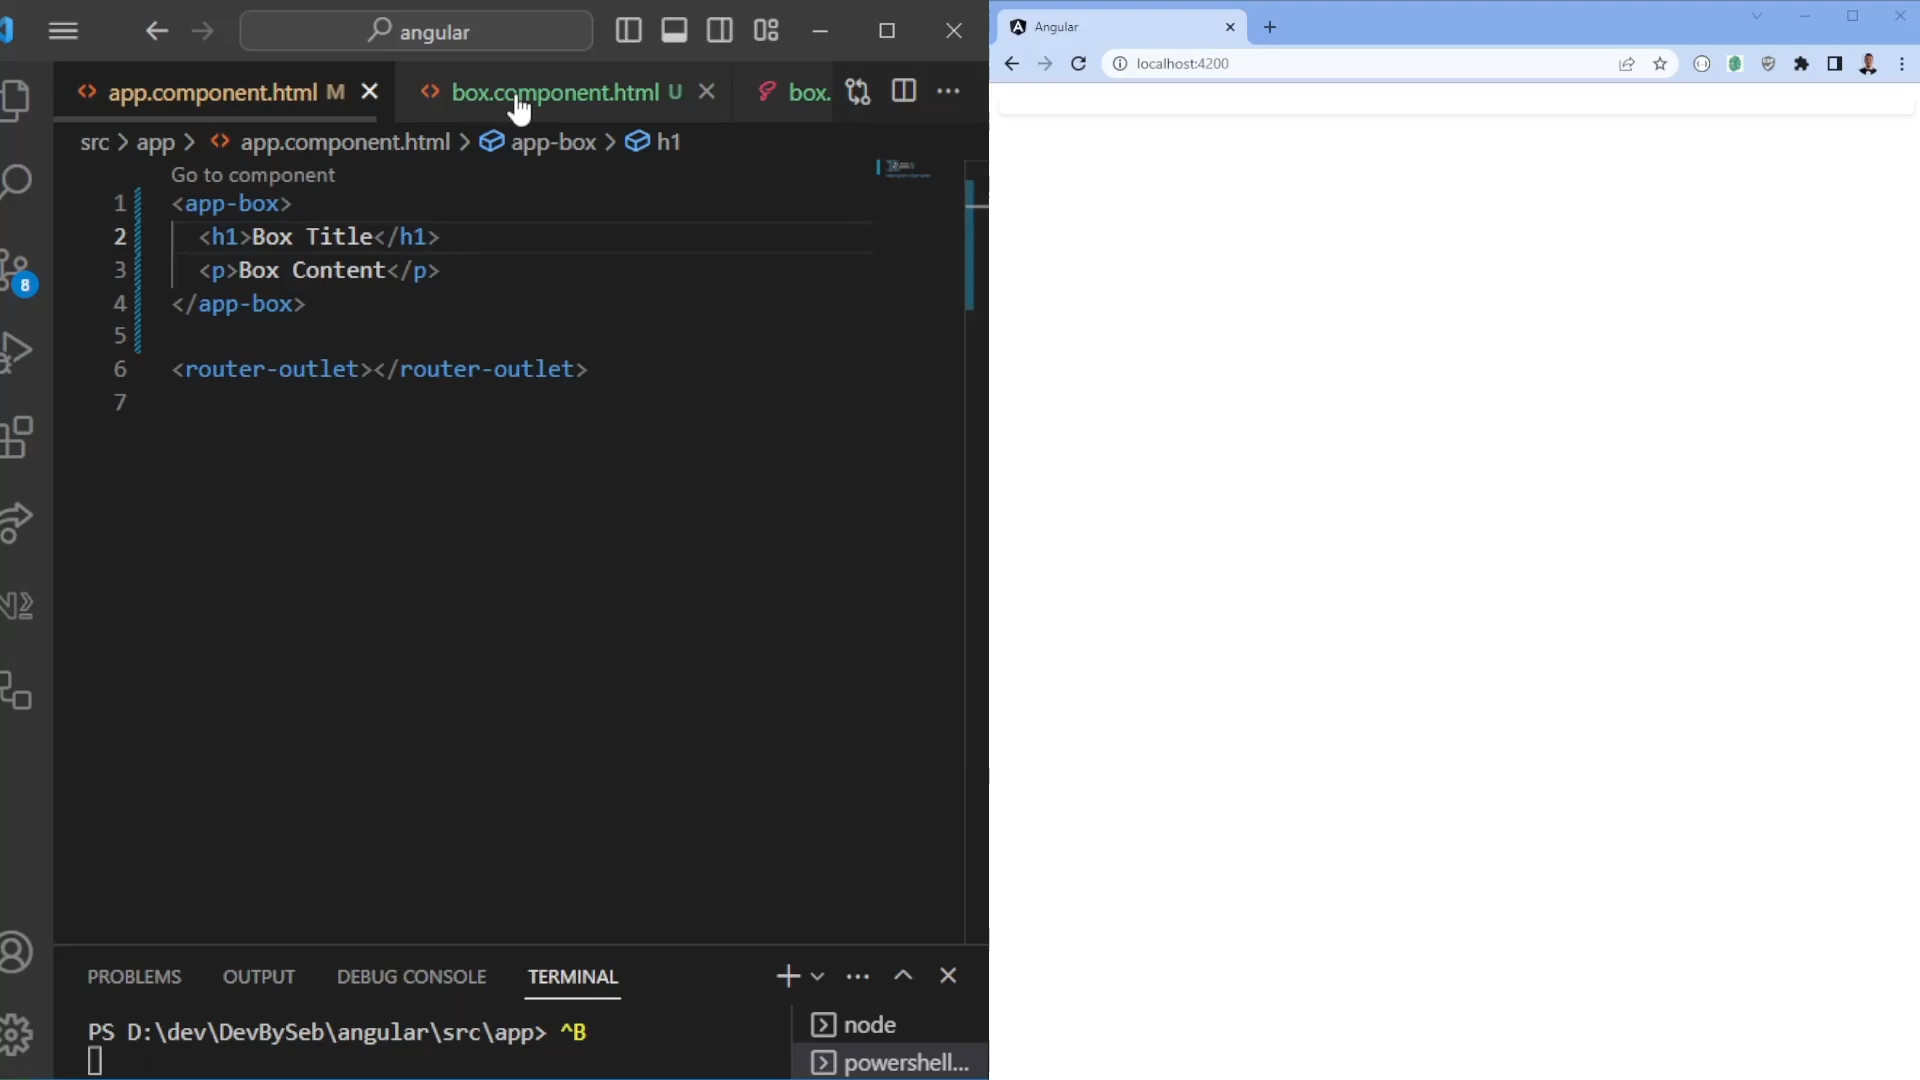 angular
app.component.html M
box.component.html U
box.
src > app > app.component.html > app-box > h1
Go to component
1 <app-box>
2 <h1>Box Title</h1>
3 <p>Box Content</p>
4 </app-box>
5
6 <router-outlet></router-outlet>
7
8
PROBLEMS OUTPUT DEBUG CONSOLE TERMINAL
PS D:\dev\DevBySeb\angular\src\app> ^B
node
powershell...
Angular
localhost:4200